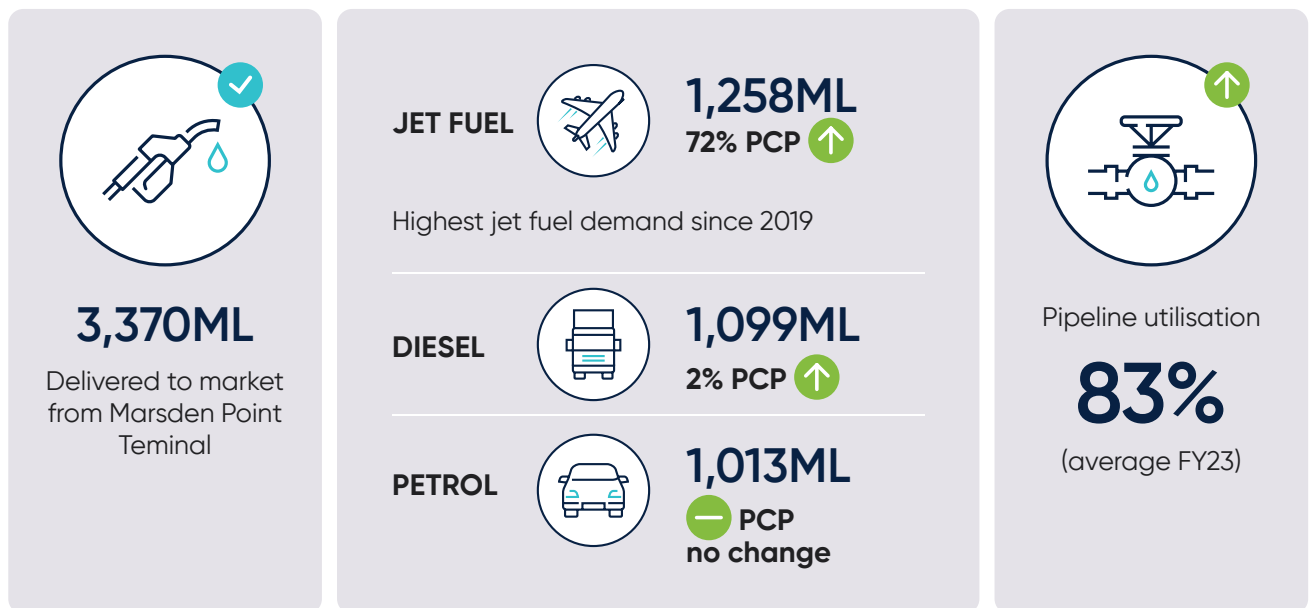 3,370ML
Delivered to market
from Marsden Point
Teminal
JET FUEL
1,258ML
72% PCP
Highest jet fuel demand since 2019
DIESEL
1,099ML
2% PCP
PETROL
1,013ML
PCP
no change
Pipeline utilisation
83%
(average FY23)